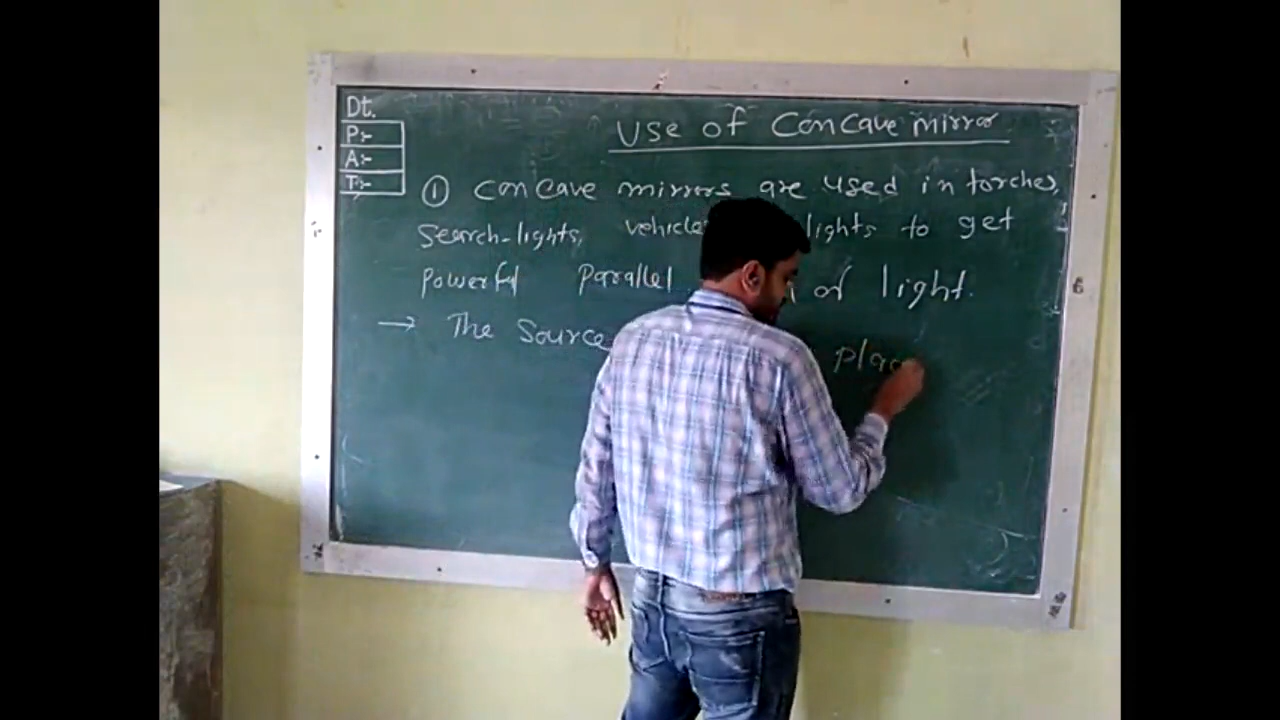 Dt.
P:-
A:-
T:-
Use of Concave mirror
① Concave mirrors are used in torches,
Search-lights, vehicle lights to get
Powerful parallel of light.
→ The Source pla